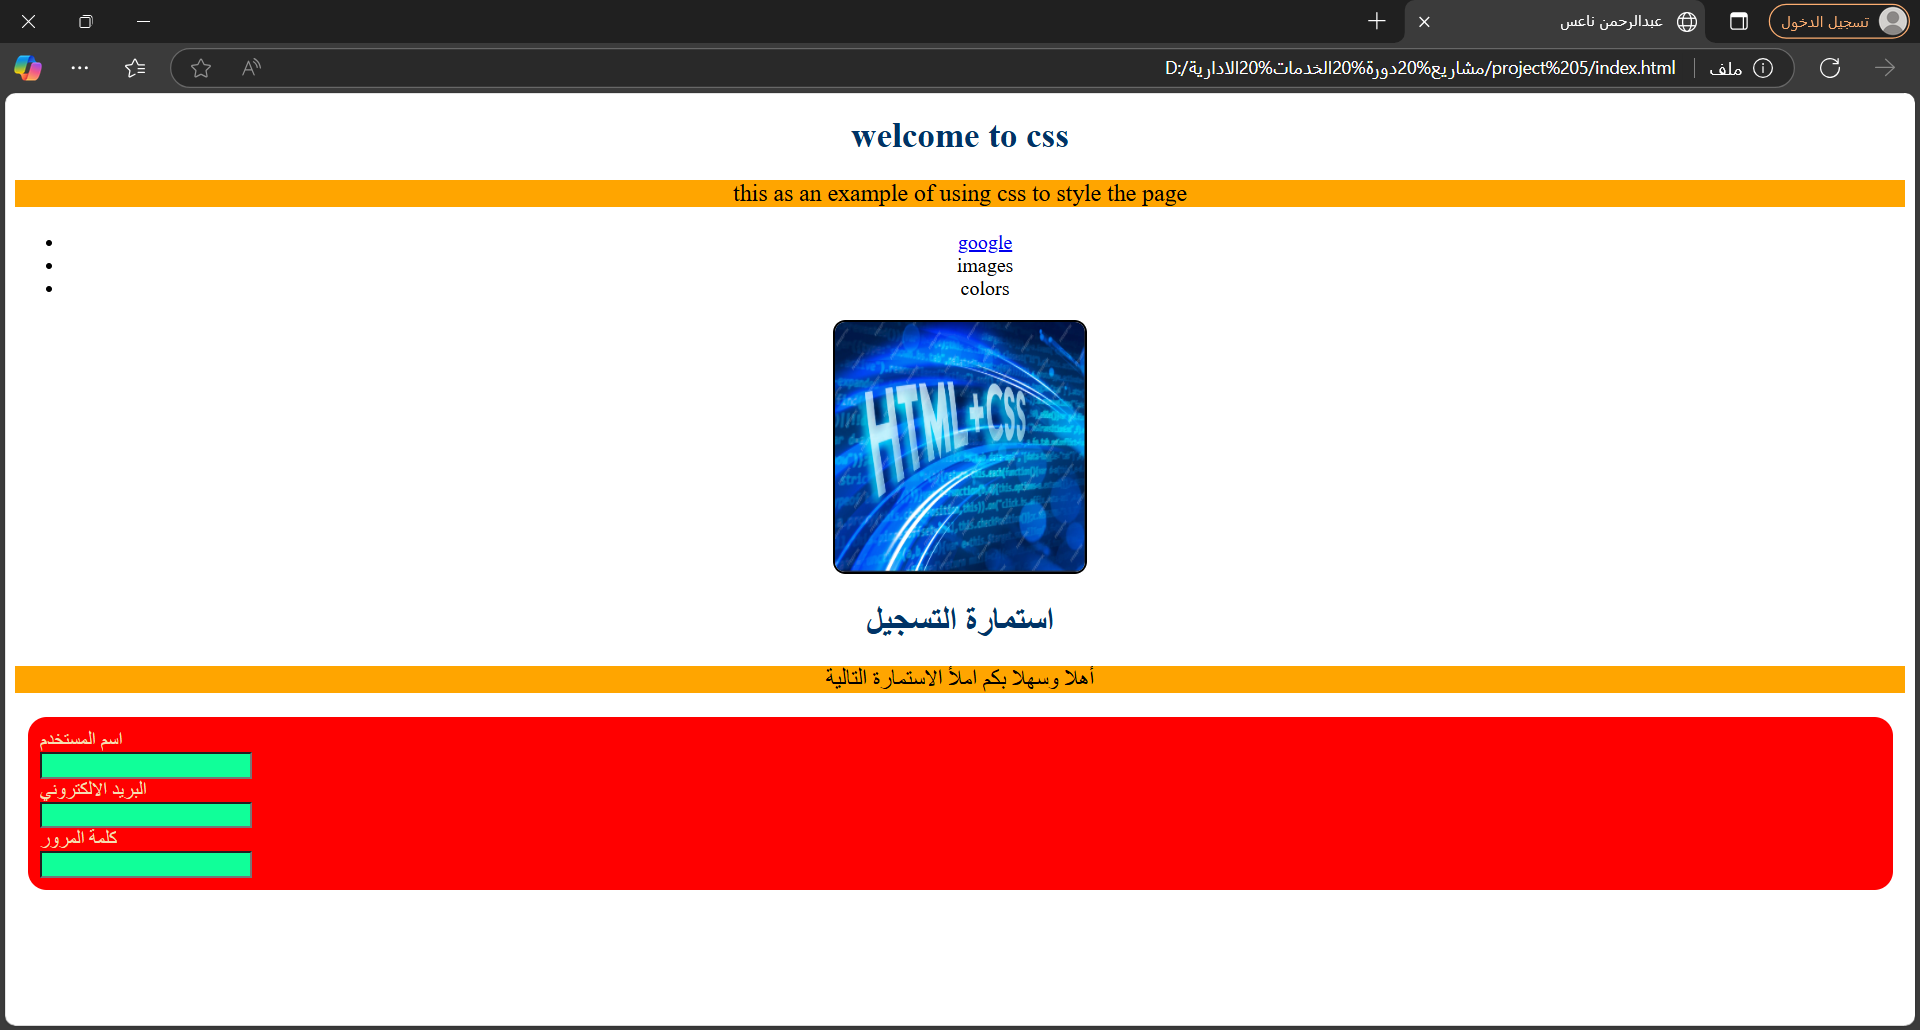 تسجيل الدخول
عبدالرحمن ناعس
ملف
D:/مشاريع%20دورة%20الخدمات%20الادارية/project%205/index.html
welcome to css
this as an example of using css to style the page
google
images
colors
HTML+CSS
استمارة التسجيل
أهلا وسهلا بكم املأ الاستمارة التالية
اسم المستخدم
البريد الالكتروني
كلمة المرور